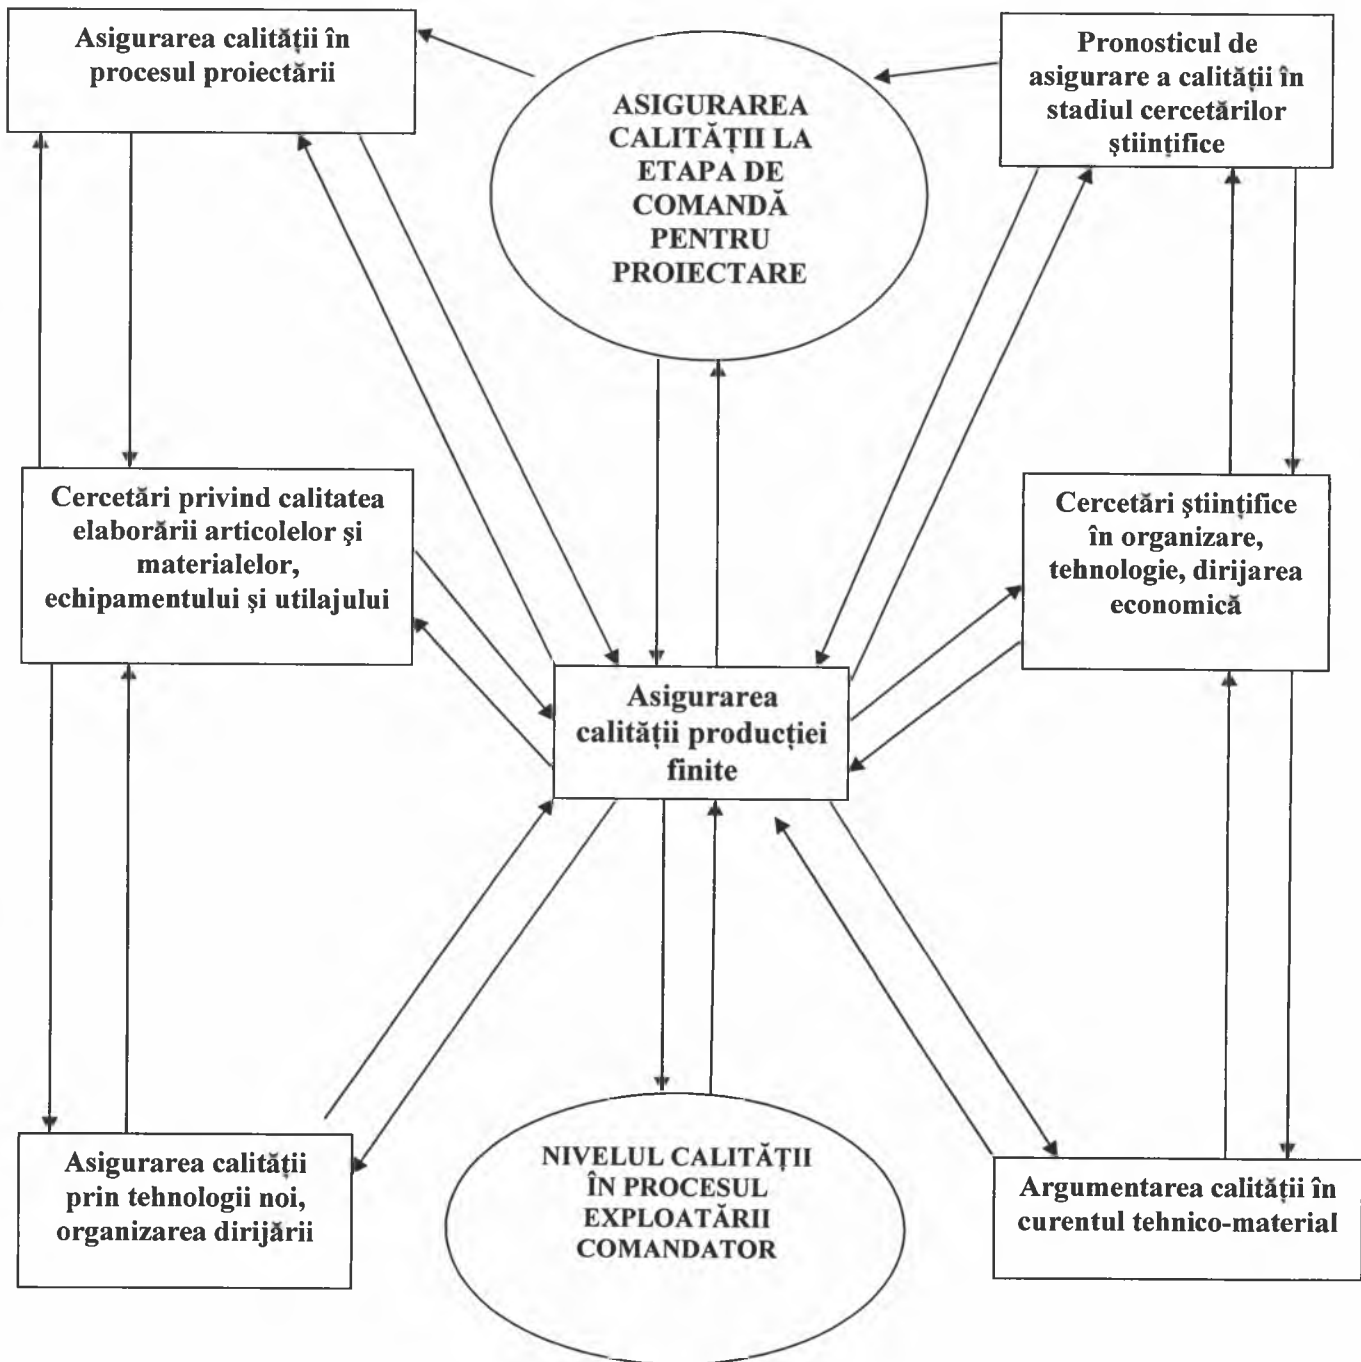 Asigurarea calității în
procesul proiectării
ASIGURAREA
CALITĂȚII LA
ETAPA DE
COMANDĂ
PENTRU
PROIECTARE
Pronosticul de
asigurare a calității în
stadiul cercetărilor
științifice
Cercetări privind calitatea
elaborării articolelor și
materialelor,
echipamentului și utilajului
Cercetări științifice
în organizare,
tehnologie, dirijarea
economică
Asigurarea
calității producției
finite
Asigurarea calității
prin tehnologii noi,
organizarea dirijării
NIVELUL CALITĂȚII
ÎN PROCESUL
EXPLOATĂRII
COMANDATOR
Argumentarea calității în
curentul tehnico-material